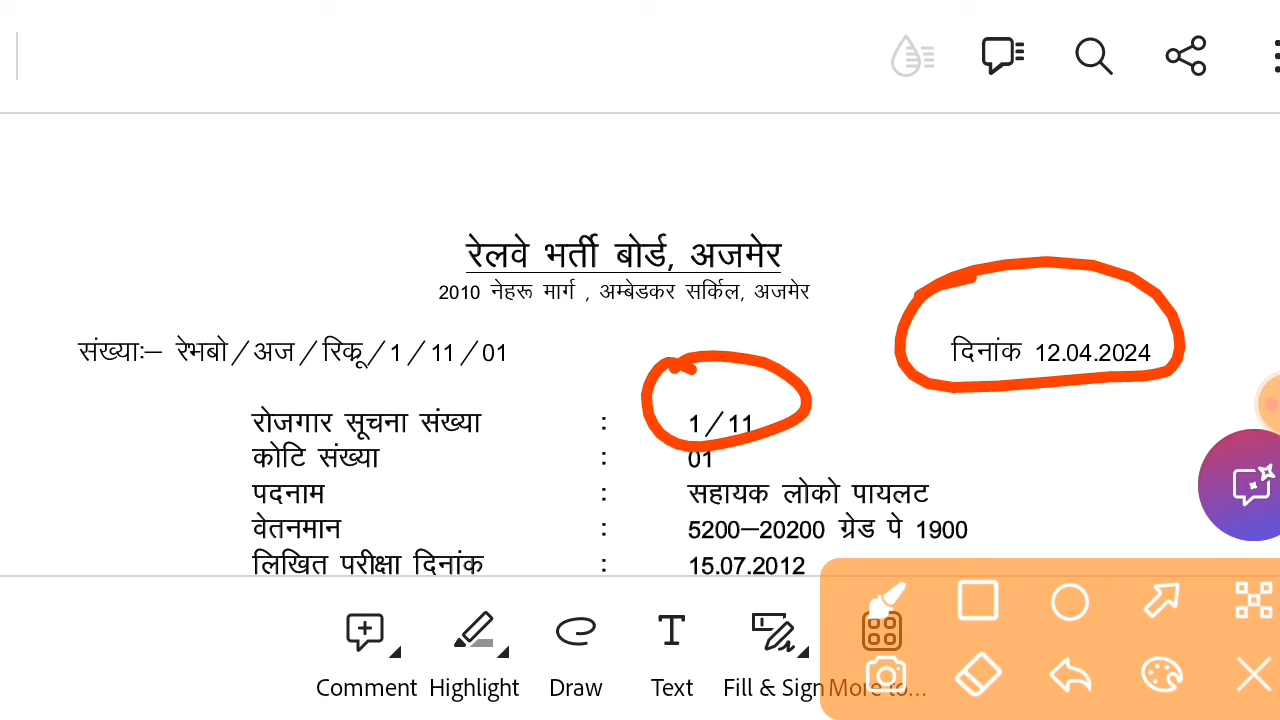 रेलवे भर्ती बोर्ड, अजमेर
2010 नेहरू मार्ग , अम्बेडकर सर्किल, अजमेर
संख्याः– रेभबो/अज/रिकू/1/11/01 दिनांक 12.04.2024
रोजगार सूचना संख्या : 1/11
कोटि संख्या : 01
पदनाम : सहायक लोको पायलट
वेतनमान : 5200–20200 ग्रेड पे 1900
लिखित परीक्षा दिनांक : 15.07.2012
Comment Highlight Draw Text Fill & Sign More to...